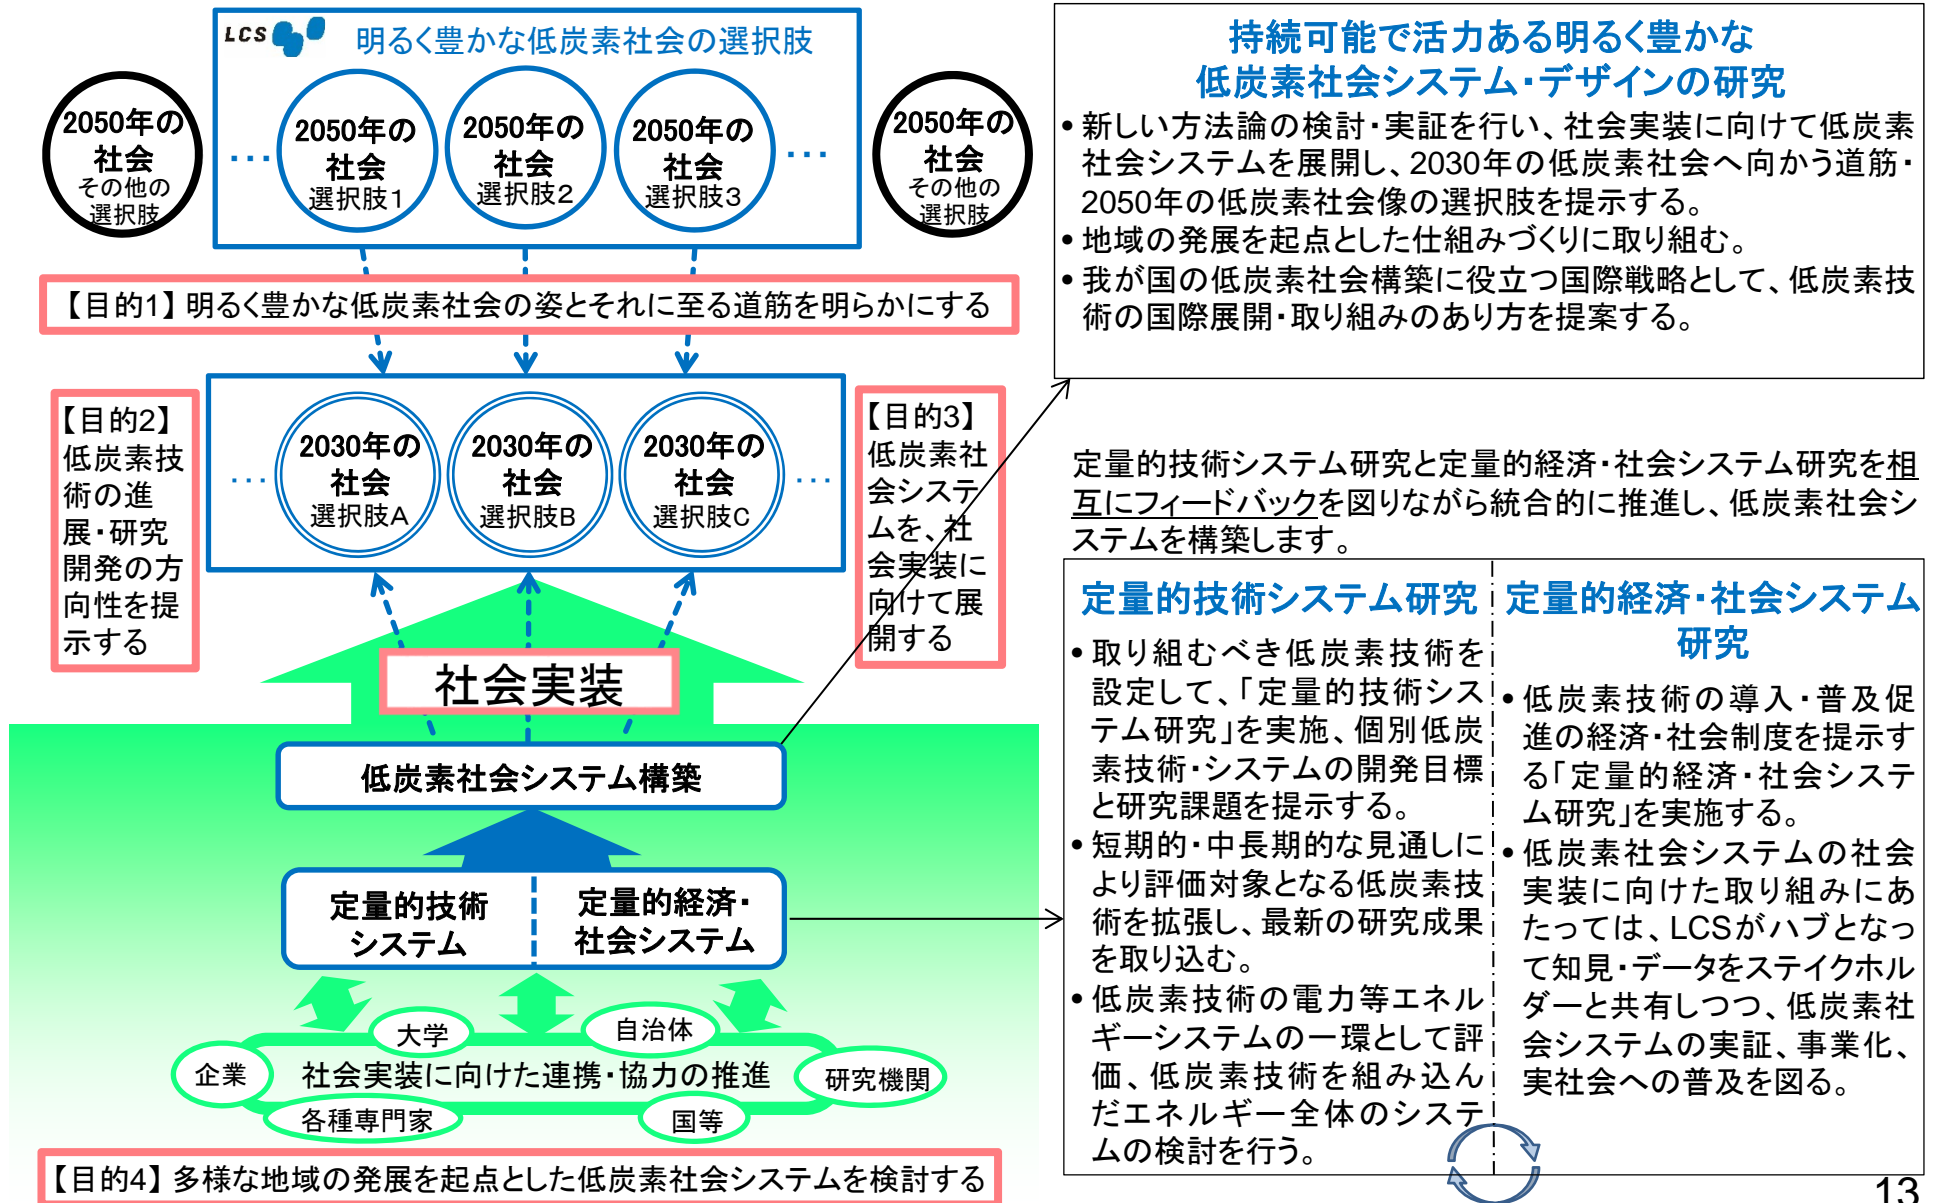 LCS
明るく豊かな低炭素社会の選択肢
2050年の
社会
その他の
選択肢
･･･
2050年の
社会
選択肢1
2050年の
社会
選択肢2
2050年の
社会
選択肢3
･･･
2050年の
社会
その他の
選択肢
【目的1】明るく豊かな低炭素社会の姿とそれに至る道筋を明らかにする
【目的2】
低炭素技
術の進
展・研究
開発の方
向性を提
示する
･･･
2030年の
社会
選択肢A
2030年の
社会
選択肢B
2030年の
社会
選択肢C
･･･
【目的3】
低炭素社
会システ
ムを、社
会実装に
向けて展
開する
社会実装
低炭素社会システム構築
定量的技術
システム
定量的経済・
社会システム
大学
自治体
企業
社会実装に向けた連携・協力の推進
研究機関
各種専門家
国等
【目的4】多様な地域の発展を起点とした低炭素社会システムを検討する
持続可能で活力ある明るく豊かな
低炭素社会システム・デザインの研究
• 新しい方法論の検討・実証を行い、社会実装に向けて低炭素
社会システムを展開し、2030年の低炭素社会へ向かう道筋・
2050年の低炭素社会像の選択肢を提示する。
• 地域の発展を起点とした仕組みづくりに取り組む。
• 我が国の低炭素社会構築に役立つ国際戦略として、低炭素技
術の国際展開・取り組みのあり方を提案する。
定量的技術システム研究と定量的経済・社会システム研究を相
互にフィードバックを図りながら統合的に推進し、低炭素社会シ
ステムを構築します。
定量的技術システム研究
• 取り組むべき低炭素技術を
設定して、「定量的技術シス
テム研究」を実施、個別低炭
素技術・システムの開発目標
と研究課題を提示する。
• 短期的・中長期的な見通しに
より評価対象となる低炭素技
術を拡張し、最新の研究成果
を取り込む。
• 低炭素技術の電力等エネル
ギーシステムの一環として評
価、低炭素技術を組み込ん
だエネルギー全体のシステ
ムの検討を行う。
定量的経済・社会システム
研究
• 低炭素技術の導入・普及促
進の経済・社会制度を提示す
る「定量的経済・社会システ
ム研究」を実施する。
• 低炭素社会システムの社会
実装に向けた取り組みにあ
たっては、LCSがハブとなっ
て知見・データをステイクホル
ダーと共有しつつ、低炭素社
会システムの実証、事業化、
実社会への普及を図る。
13